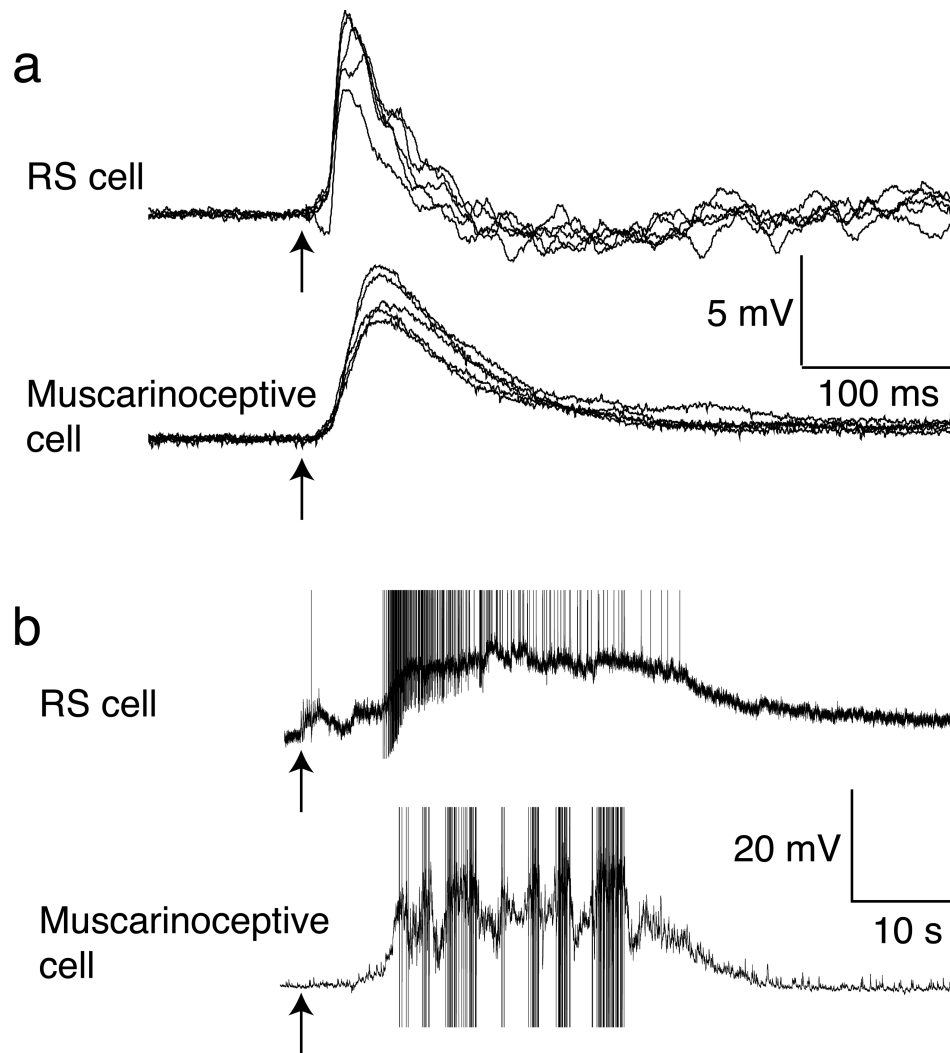 a
RS cell
5 mV
100 ms
Muscarinoceptive
cell
b
RS cell
20 mV
10 s
Muscarinoceptive
cell